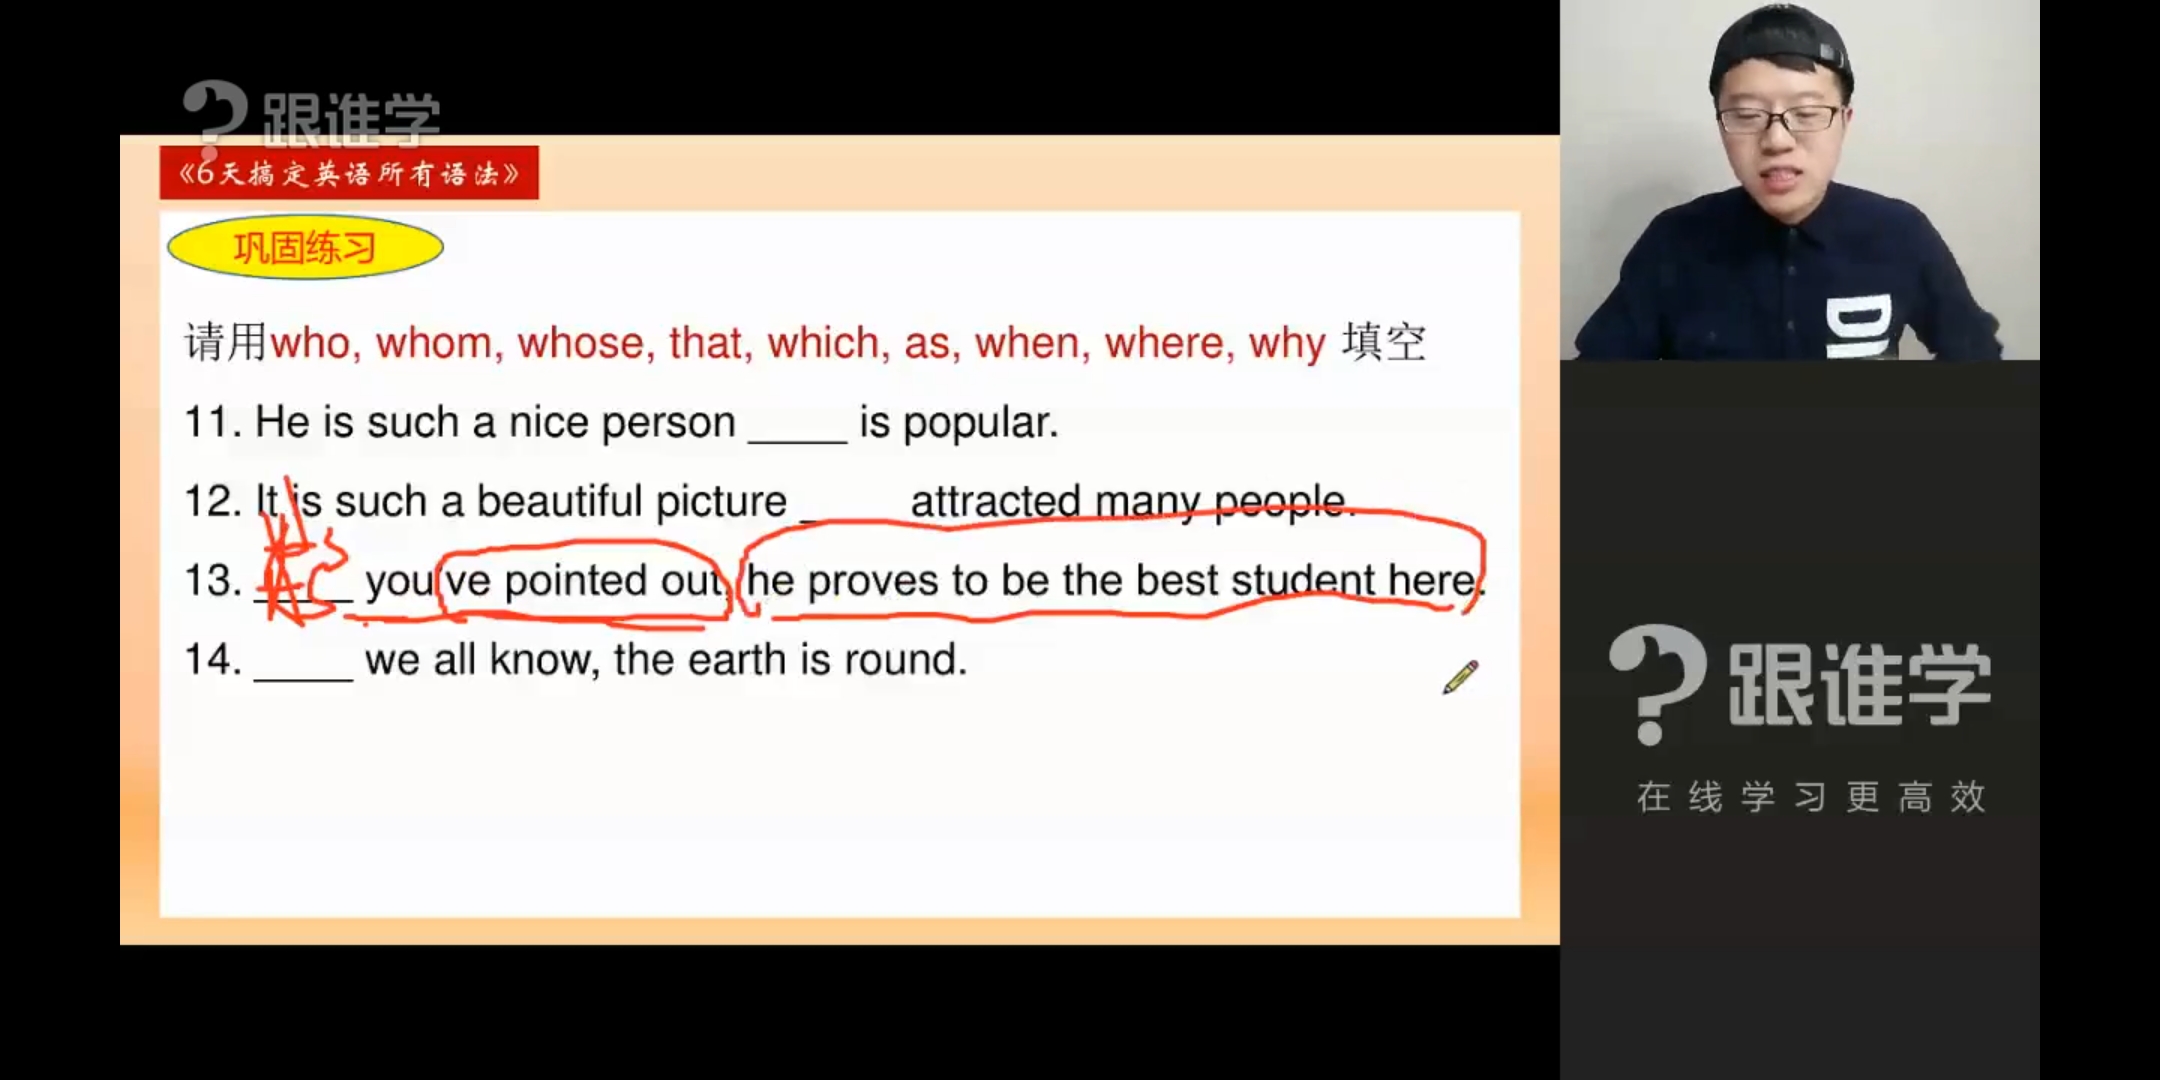 跟谁学
《6天搞定英语所有语法》
巩固练习
请用who, whom, whose, that, which, as, when, where, why 填空
11. He is such a nice person ____ is popular.
12. It is such a beautiful picture ____ attracted many people.
13. As you've pointed out, he proves to be the best student here.
14. ____ we all know, the earth is round.
跟谁学
在线学习更高效